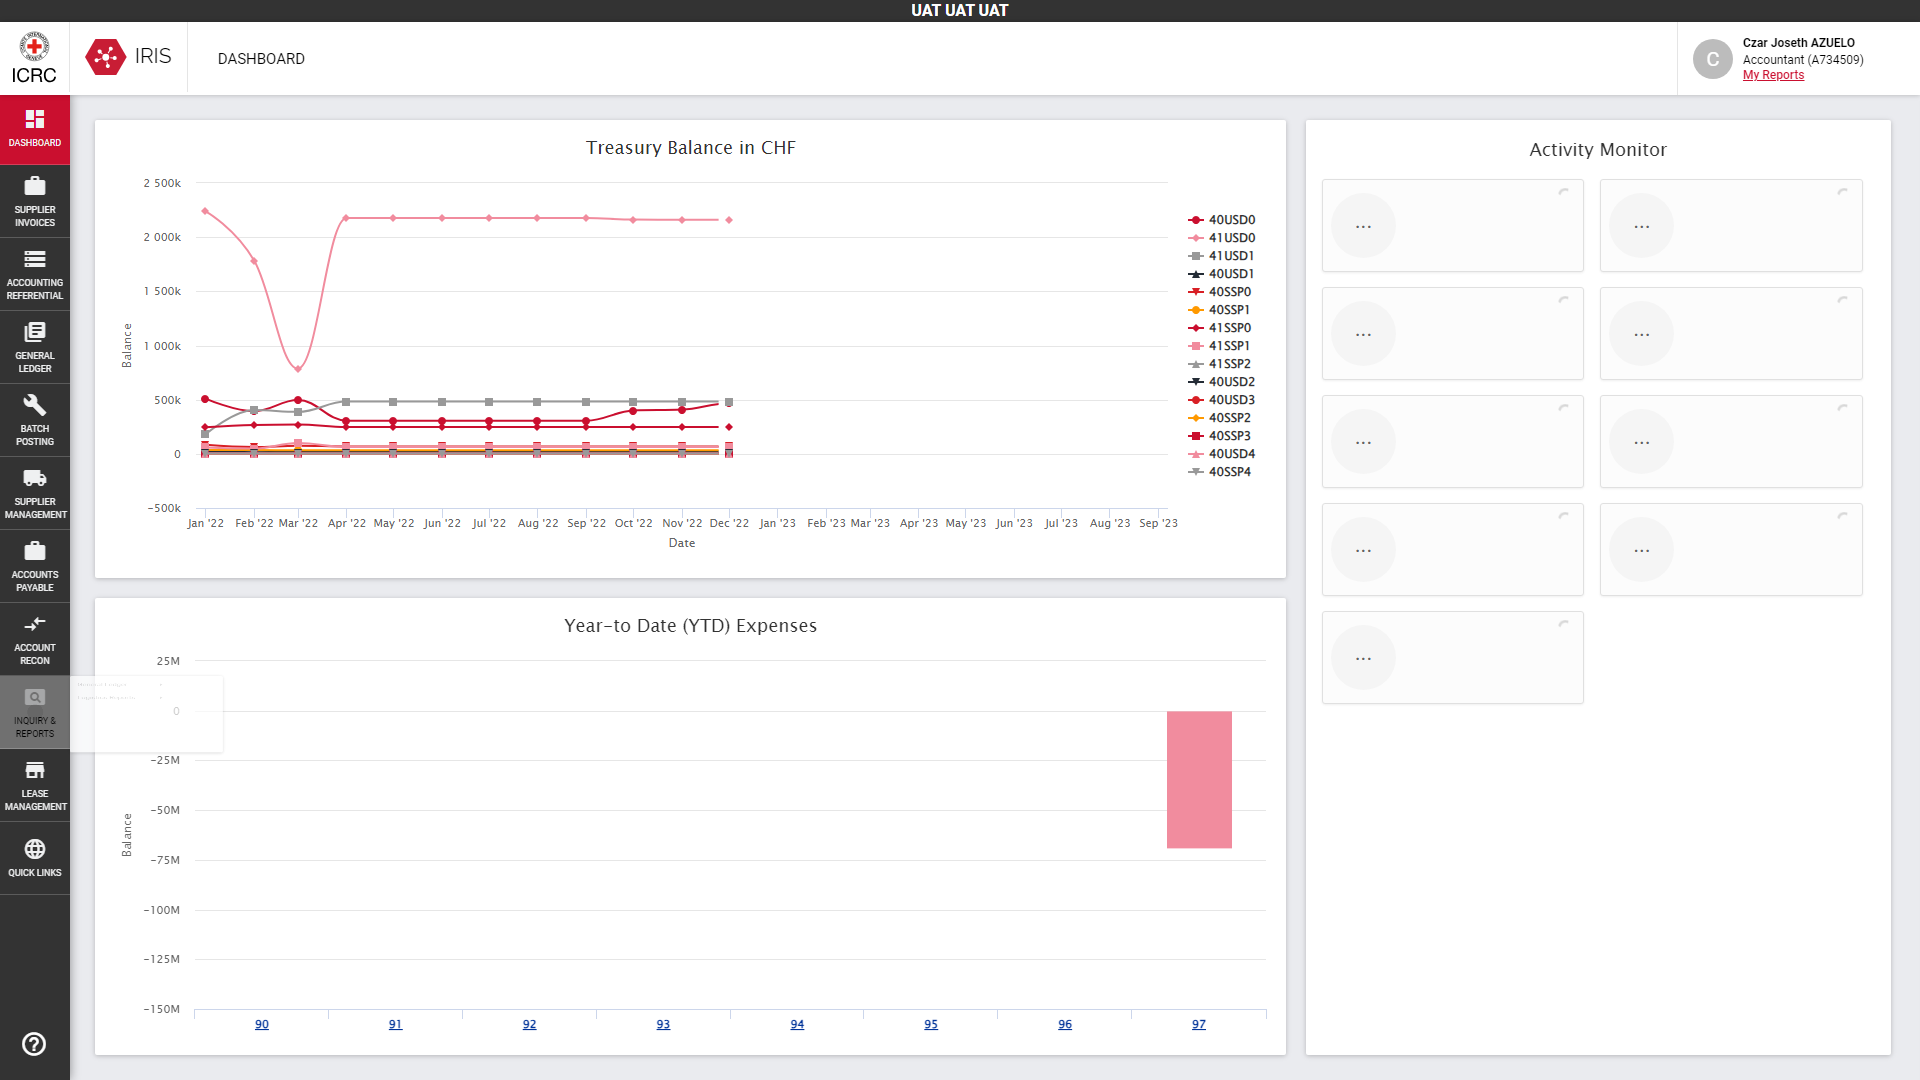 UAT UAT UAT
ICRC
IRIS
DASHBOARD
C
Czar Joseth AZUELO
Accountant (A734509)
My Reports
DASHBOARD
SUPPLIER
INVOICES
ACCOUNTING
REFERENTIAL
GENERAL
LEDGER
BATCH
POSTING
SUPPLIER
MANAGEMENT
ACCOUNTS
PAYABLE
ACCOUNT
RECON
INQUIRY &
REPORTS
LEASE
MANAGEMENT
QUICK LINKS
Treasury Balance in CHF
2 500k
2 000k
1 500k
1 000k
500k
0
−500k
Balance
Jan '22 Feb '22 Mar '22 Apr '22 May '22 Jun '22 Jul '22 Aug '22 Sep '22 Oct '22 Nov '22 Dec '22 Jan '23 Feb '23 Mar '23 Apr '23 May '23 Jun '23 Jul '23 Aug '23 Sep '23
Date
40USD0
41USD0
41USD1
40USD1
40SSP0
40SSP1
41SSP0
41SSP1
41SSP2
40USD2
40USD3
40SSP2
40SSP3
40USD4
40SSP4
Year−to Date (YTD) Expenses
25M
0
−25M
−50M
−75M
−100M
−125M
−150M
Balance
90 91 92 93 94 95 96 97
Activity Monitor
... ...
... ...
... ...
... ...
...